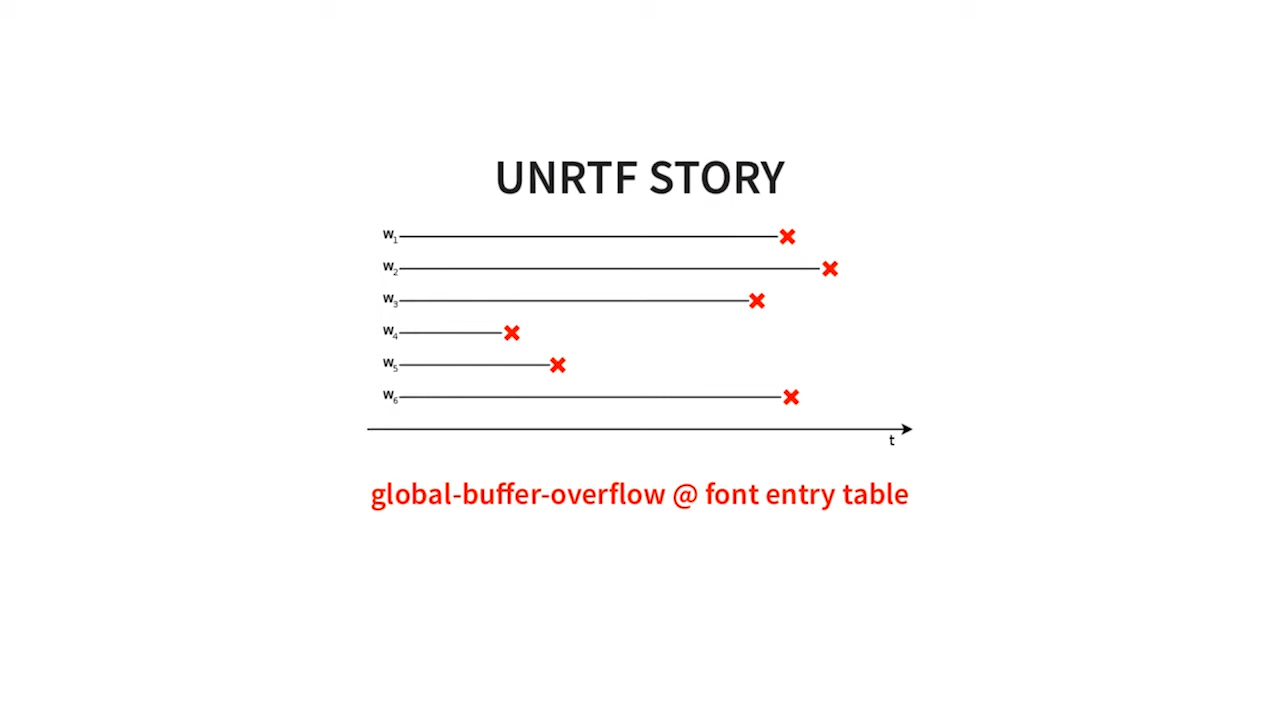 UNRTF STORY
w1
w2
w3
w4
w5
w6
t
global-buffer-overflow @ font entry table